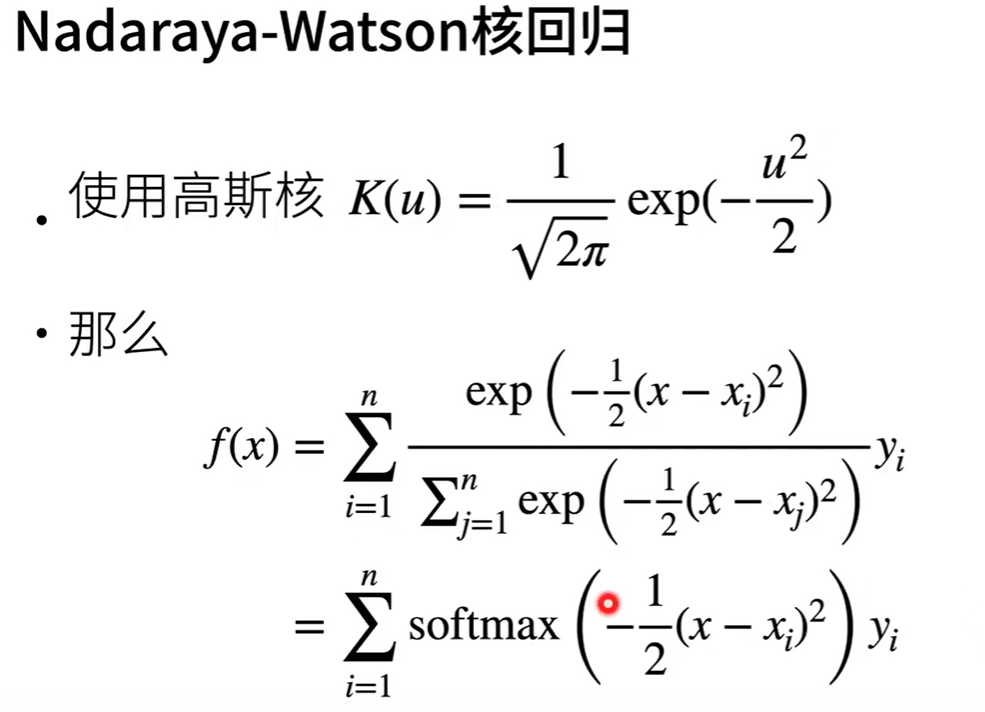 Nadaraya-Watson核回归
• 使用高斯核 $K(u) = \frac{1}{\sqrt{2\pi}} \exp(-\frac{u^2}{2})$
• 那么
$f(x) = \sum_{i=1}^{n} \frac{\exp\left(-\frac{1}{2}(x - x_i)^2\right)}{\sum_{j=1}^{n} \exp\left(-\frac{1}{2}(x - x_j)^2\right)} y_i$
$= \sum_{i=1}^{n} \text{softmax}\left(-\frac{1}{2}(x - x_i)^2\right) y_i$